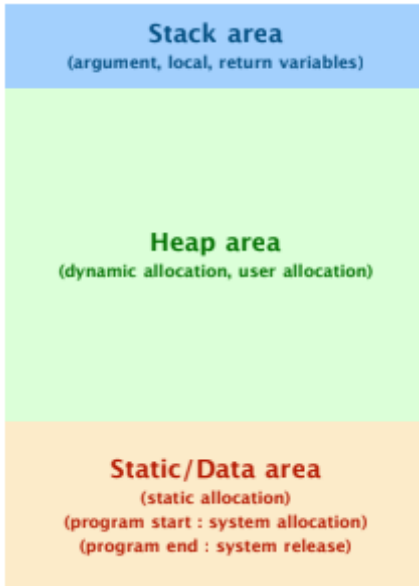 Stack area
(argument, local, return variables)
Heap area
(dynamic allocation, user allocation)
Static/Data area
(static allocation)
(program start : system allocation)
(program end : system release)